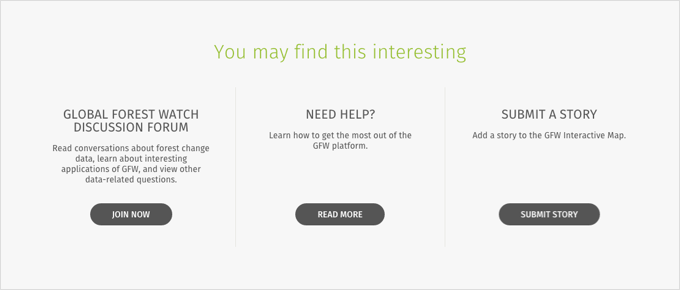 You may find this interesting
GLOBAL FOREST WATCH
DISCUSSION FORUM
Read conversations about forest change
data, learn about interesting
applications of GFW, and view other
data-related questions.
JOIN NOW
NEED HELP?
Learn how to get the most out of the
GFW platform.
READ MORE
SUBMIT A STORY
Add a story to the GFW Interactive Map.
SUBMIT STORY